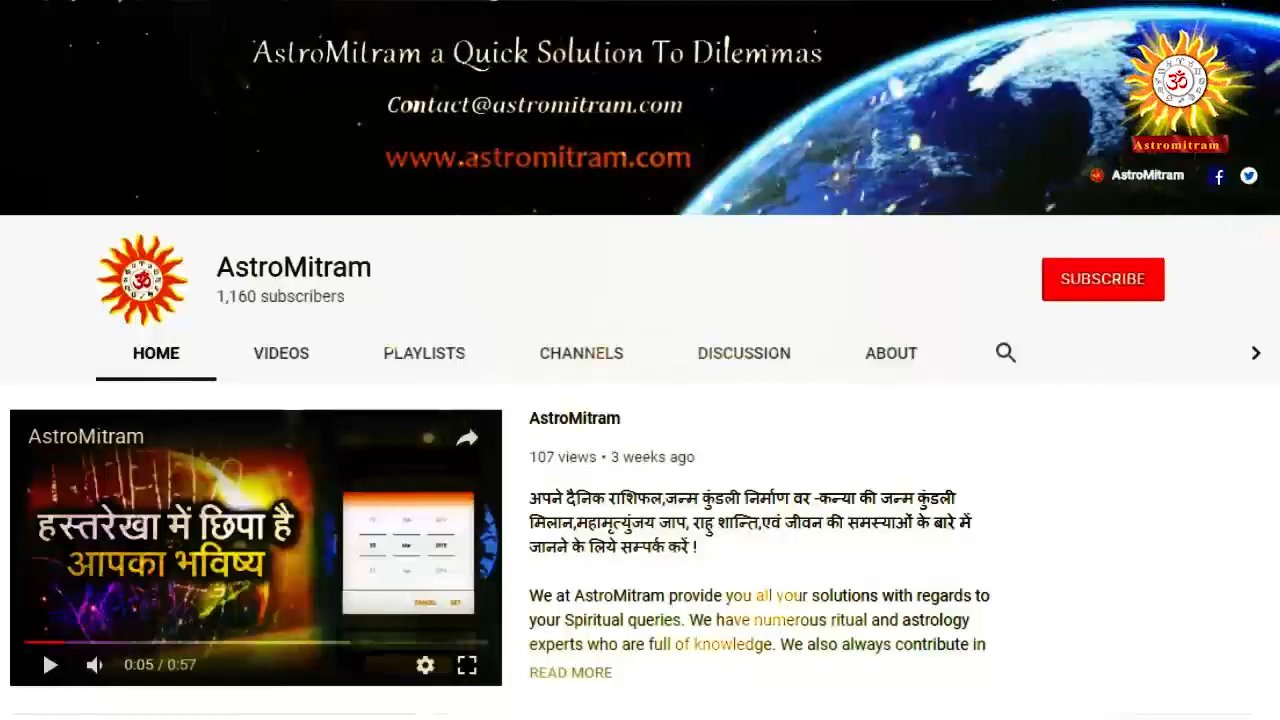 AstroMitram a Quick Solution To Dilemmas
Contact@astromitram.com
www.astromitram.com
Astromitram
AstroMitram
AstroMitram
1,160 subscribers
SUBSCRIBE
HOME VIDEOS PLAYLISTS CHANNELS DISCUSSION ABOUT
AstroMitram
हस्तरेखा में छिपा है
आपका भविष्य
CANCEL SET
0:05 / 0:57
AstroMitram
107 views • 3 weeks ago
अपने दैनिक राशिफल,जन्म कुंडली निर्माण वर -कन्या की जन्म कुंडली
मिलान,महामृत्युंजय जाप, राहु शान्ति,एवं जीवन की समस्याओं के बारे में
जानने के लिये सम्पर्क करें !
We at AstroMitram provide you all your solutions with regards to
your Spiritual queries. We have numerous ritual and astrology
experts who are full of knowledge. We also always contribute in
READ MORE